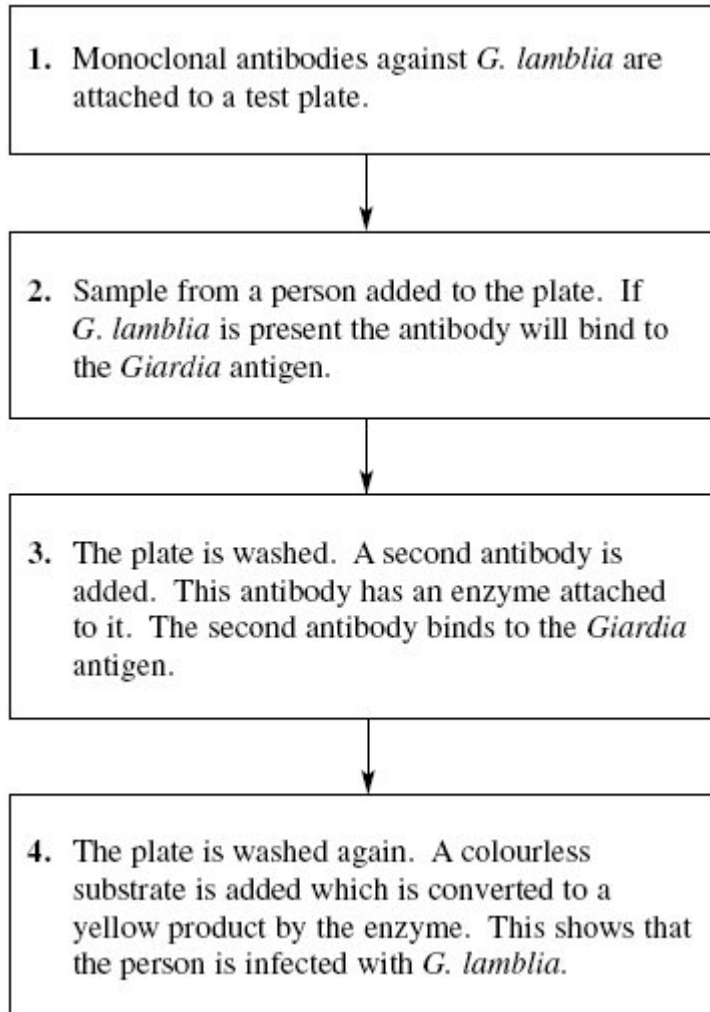 1. Monoclonal antibodies against G. lamblia are
attached to a test plate.
2. Sample from a person added to the plate. If
G. lamblia is present the antibody will bind to
the Giardia antigen.
3. The plate is washed. A second antibody is
added. This antibody has an enzyme attached
to it. The second antibody binds to the Giardia
antigen.
4. The plate is washed again. A colourless
substrate is added which is converted to a
yellow product by the enzyme. This shows that
the person is infected with G. lamblia.